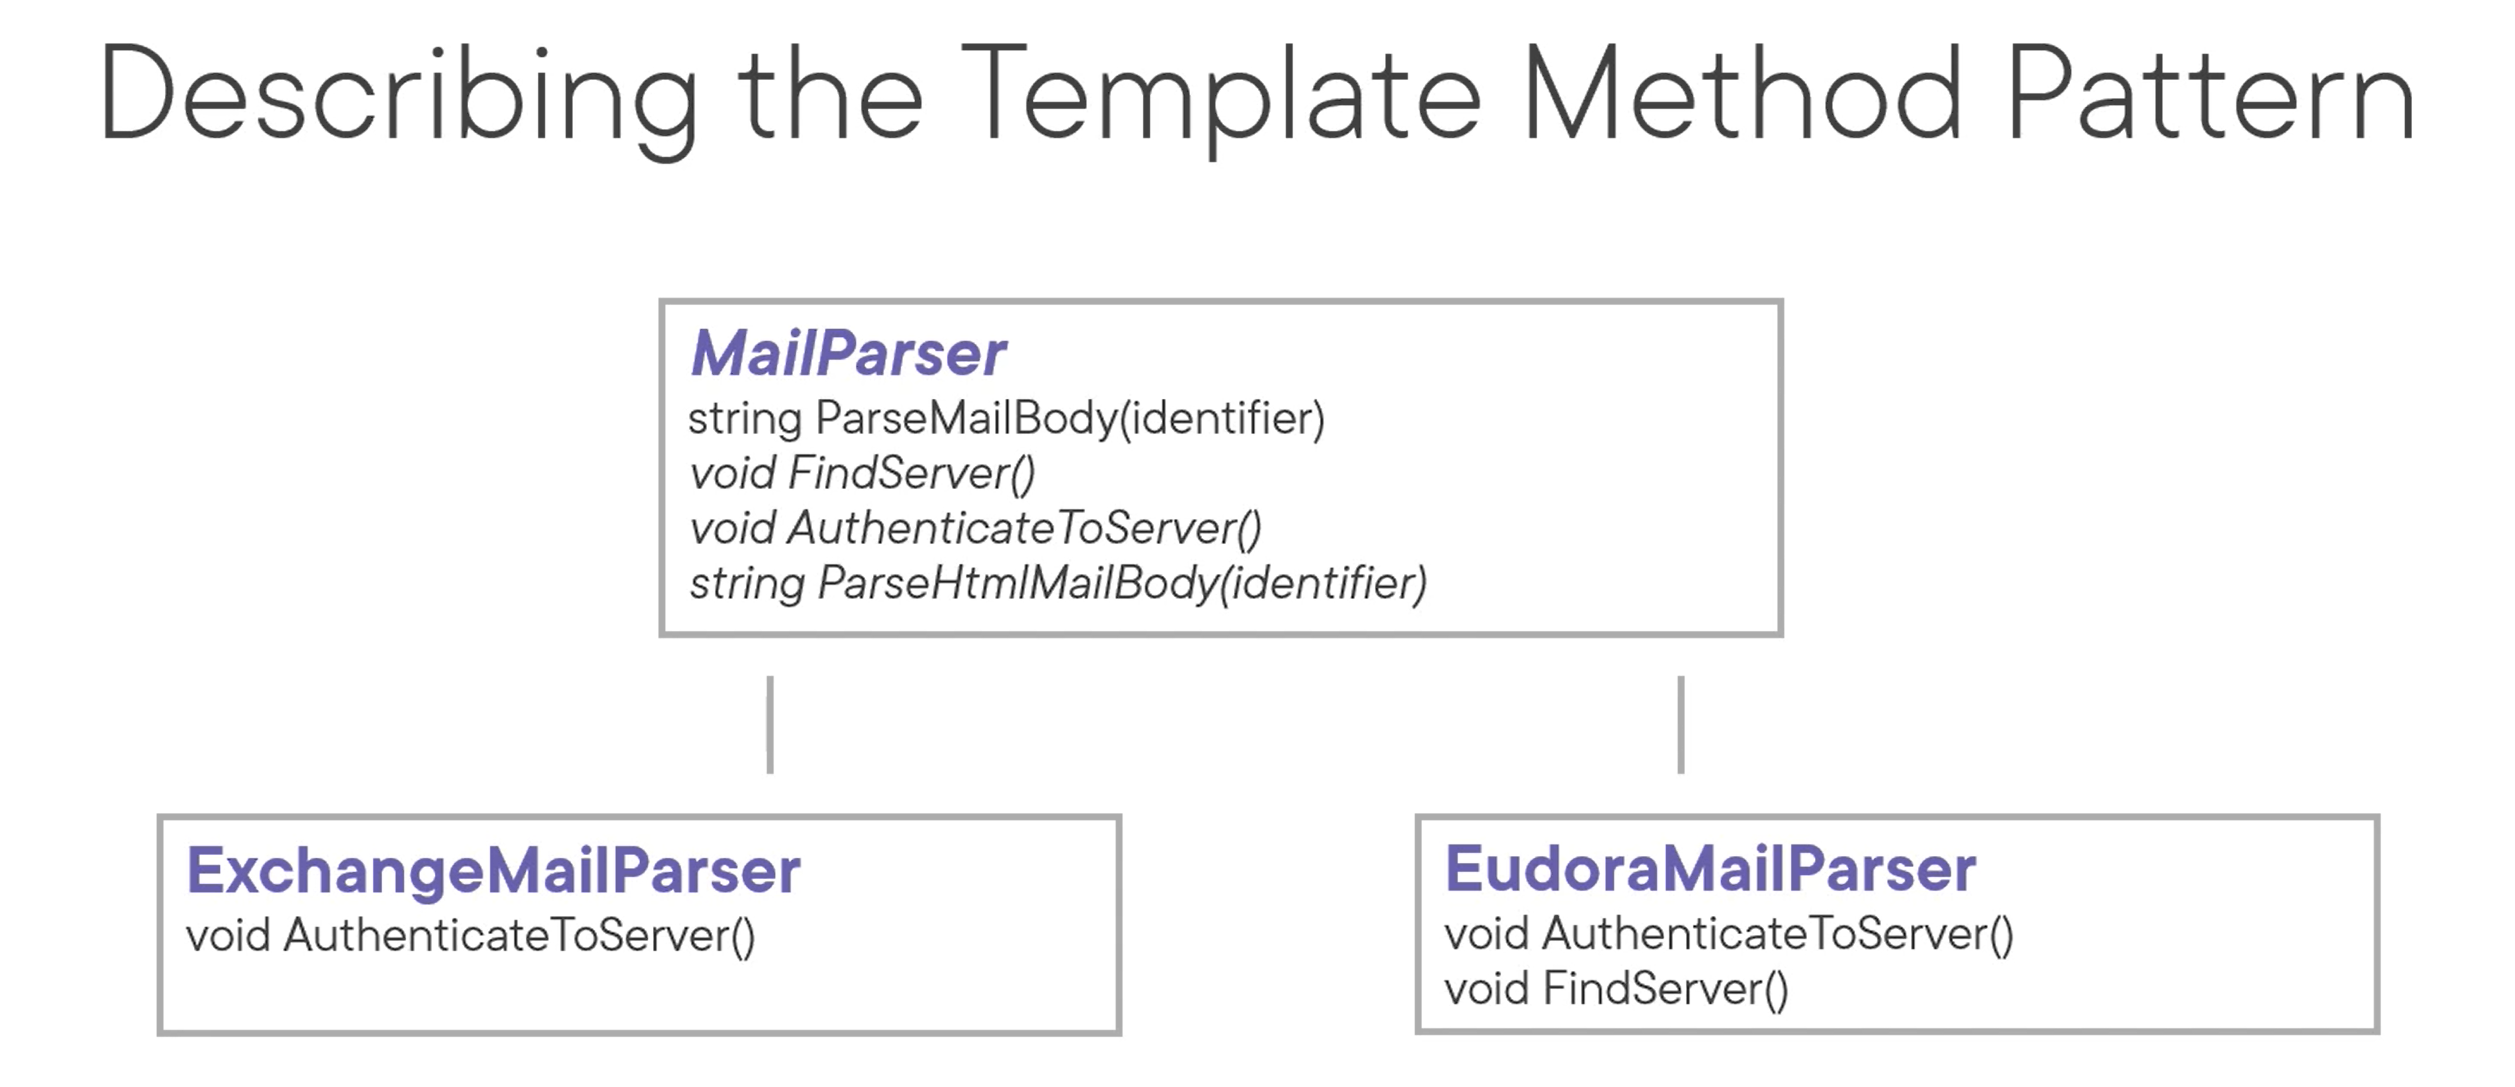 Describing the Template Method Pattern
MailParser
string ParseMailBody(identifier)
void FindServer()
void AuthenticateToServer()
string ParseHtmlMailBody(identifier)
ExchangeMailParser
void AuthenticateToServer()
EudoraMailParser
void AuthenticateToServer()
void FindServer()